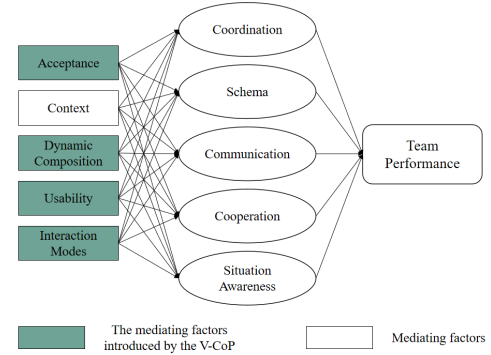 Coordination
Acceptance
Schema
Context
Dynamic
Composition
Communication
Team
Performance
Usability
Cooperation
Interaction
Modes
Situation
Awareness
The mediating factors
introduced by the V-CoP
Mediating factors